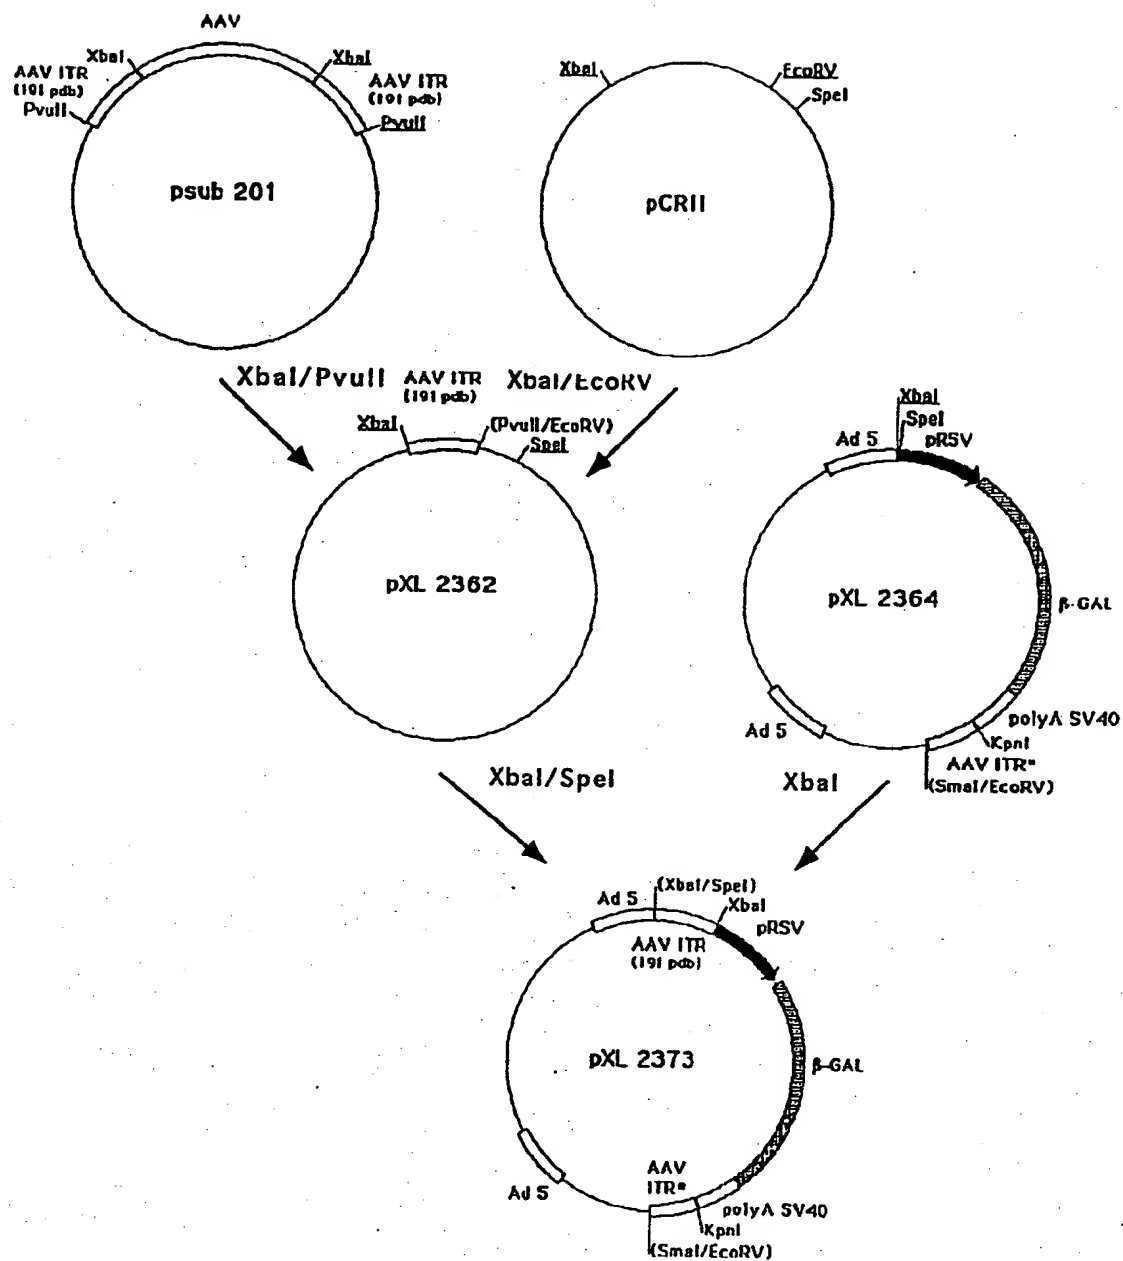 AAV
XbaI
XbaI
AAV ITR
(191 pdb)
PvuII
AAV ITR
(191 pdb)
PvuII
psub 201
XbaI
EcoRV
SpeI
pCRII
XbaI/PvuII
XbaI/EcoRV
AAV ITR
(191 pdb)
XbaI
(PvuII/EcoRV)
SpeI
pXL 2362
XbaI
SpeI
Ad 5
pRSV
pXL 2364
β-GAL
polyA SV40
KpnI
AAV ITR*
(SmaI/EcoRV)
Ad 5
XbaI/SpeI
XbaI
Ad 5
(XbaI/SpeI)
XbaI
pRSV
AAV ITR
(191 pdb)
pXL 2373
β-GAL
Ad 5
AAV
ITR*
polyA SV40
KpnI
(SmaI/EcoRV)